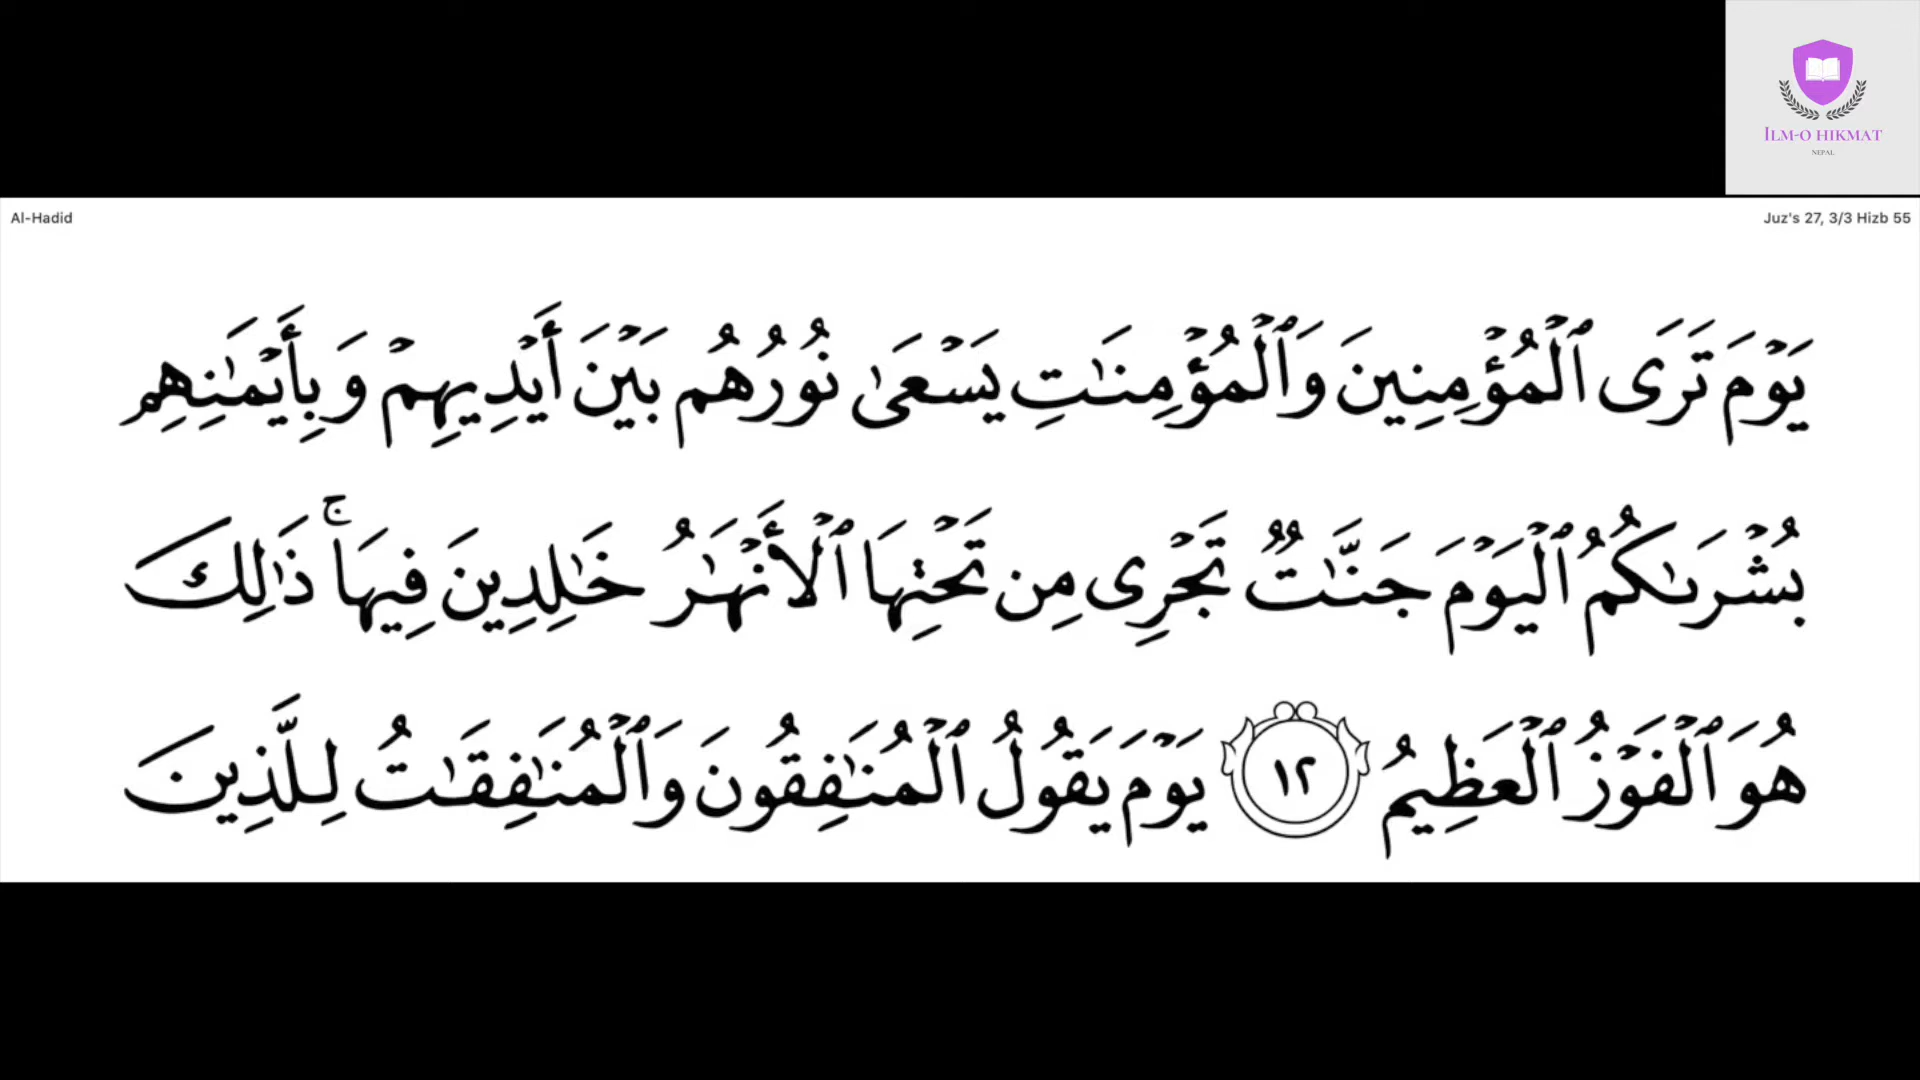 ILM-O HIKMAT
NEPAL
Al-Hadid
Juz's 27, 3/3 Hizb 55
يَوْمَ تَرَى ٱلْمُؤْمِنِينَ وَٱلْمُؤْمِنَـٰتِ يَسْعَىٰ نُورُهُم بَيْنَ أَيْدِيهِمْ وَبِأَيْمَـٰنِهِم
بُشْرَىٰكُمُ ٱلْيَوْمَ جَنَّـٰتٌ تَجْرِى مِن تَحْتِهَا ٱلْأَنْهَـٰرُ خَـٰلِدِينَ فِيهَا ۚ ذَٰلِكَ
هُوَ ٱلْفَوْزُ ٱلْعَظِيمُ ١٢ يَوْمَ يَقُولُ ٱلْمُنَـٰفِقُونَ وَٱلْمُنَـٰفِقَـٰتُ لِلَّذِينَ